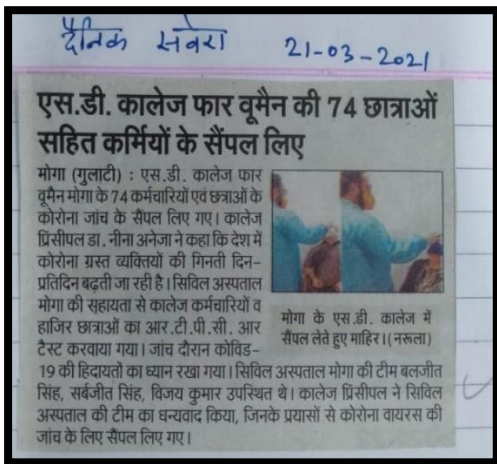 दैनिक सवेरा 21-03-2021
एस.डी. कालेज फार वूमैन की 74 छात्राओं
सहित कर्मियों के सैंपल लिए
मोगा (गुलाटी) : एस.डी. कालेज फार
वूमैन मोगा के 74 कर्मचारियों एवं छत्राओं के
कोरोना जांच के सैंपल लिए गए। कालेज
प्रिंसीपल डा. नीना अनेजा ने कहा कि देश में
कोरोना ग्रस्त व्यक्तियों की गिनती दिन-
प्रतिदिन बढ़ती जा रही है। सिविल अस्पताल
मोगा की सहायता से कालेज कर्मचारियों व
हाजिर छात्राओं का आर.टी.पी.सी. आर
टैस्ट करवाया गया। जांच दौरान कोविड-
19 की हिदायतों का ध्यान रखा गया। सिविल अस्पताल मोगा की टीम बलजीत
सिंह, सर्बजीत सिंह, विजय कुमार उपस्थित थे। कालेज प्रिंसीपल ने सिविल
अस्पताल की टीम का धन्यवाद किया, जिनके प्रयासों से कोरोना वायरस की
जांच के लिए सैंपल लिए गए।
मोगा के एस.डी. कालेज में
सैंपल लेते हुए माहिर।(नरूला)